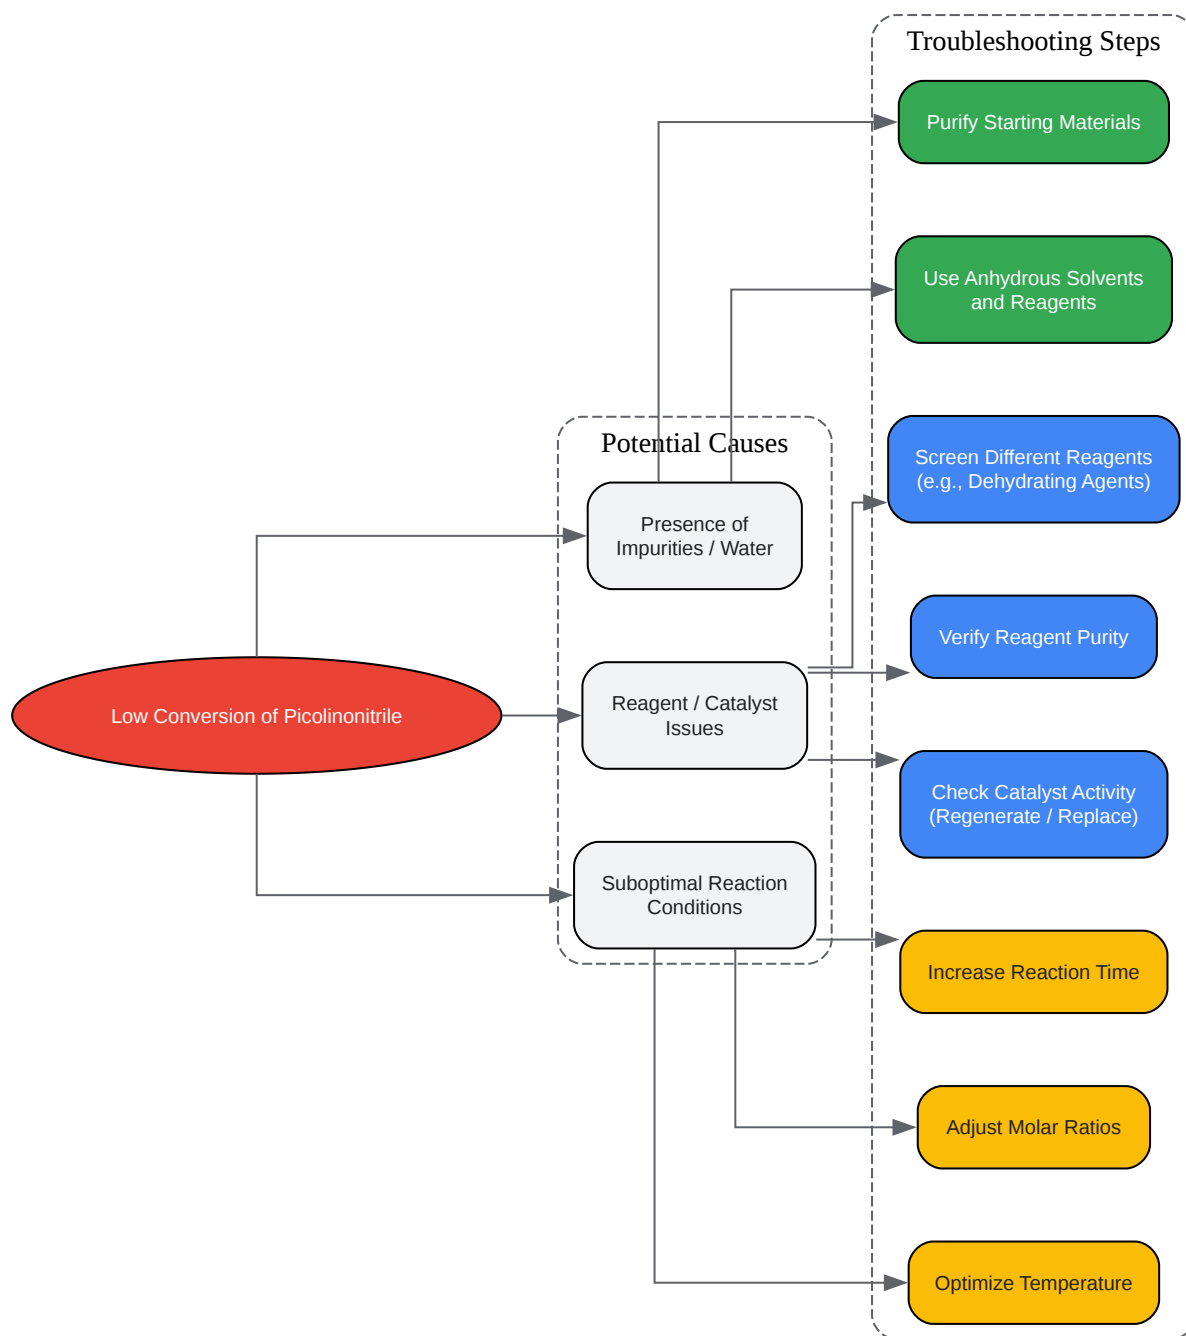 Troubleshooting Steps
Purify Starting Materials
Use Anhydrous Solvents
and Reagents
Screen Different Reagents
(e.g., Dehydrating Agents)
Potential Causes
Presence of
Impurities / Water
Verify Reagent Purity
Reagent / Catalyst
Issues
Low Conversion of Picolinonitrile
Check Catalyst Activity
(Regenerate / Replace)
Suboptimal Reaction
Conditions
Increase Reaction Time
Adjust Molar Ratios
Optimize Temperature